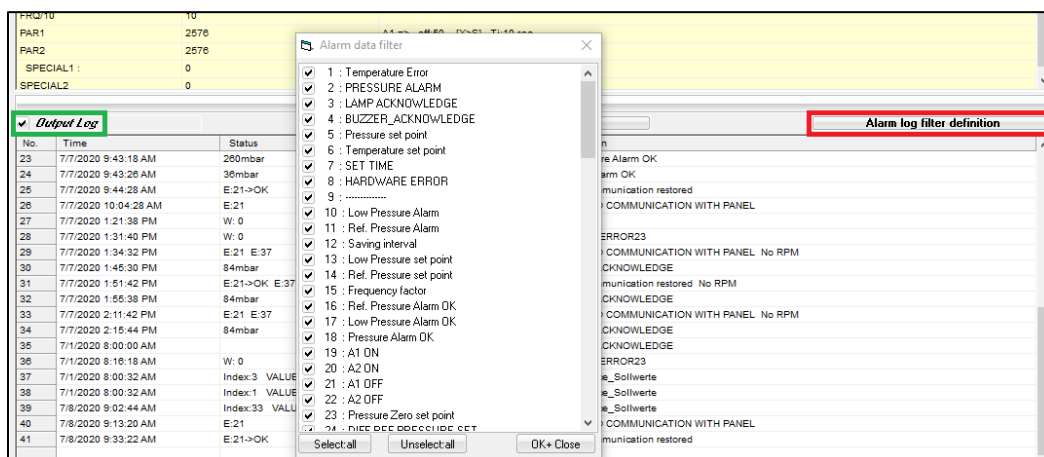 FRQ/10 10
PAR1 2576
PAR2 2576
SPECIAL1 : 0
SPECIAL2 0
Alarm data filter
1 : Temperature Error
2 : PRESSURE ALARM
3 : LAMP ACKNOWLEDGE
4 : BUZZER_ACKNOWLEDGE
5 : Pressure set point
6 : Temperature set point
7 : SET TIME
8 : HARDWARE ERROR
9 : --------------
10 : Low Pressure Alarm
11 : Ref. Pressure Alarm
12 : Saving interval
13 : Low Pressure set point
14 : Ref. Pressure set point
15 : Frequency factor
16 : Ref. Pressure Alarm OK
17 : Low Pressure Alarm OK
18 : Pressure Alarm OK
19 : A1 ON
20 : A2 ON
21 : A1 OFF
22 : A2 OFF
23 : Pressure Zero set point
24 : DIFF REF PRESSURE SET
Select:all Unselect:all OK+ Close
Output Log Alarm log filter definition
No. Time Status n
23 7/7/2020 9:43:18 AM 260mbar re Alarm OK
24 7/7/2020 9:43:26 AM 36mbar arm OK
25 7/7/2020 9:44:28 AM E:21->OK munication restored
26 7/7/2020 10:04:28 AM E:21 COMMUNICATION WITH PANEL
27 7/7/2020 1:21:38 PM W: 0
28 7/7/2020 1:31:40 PM W: 0 ERROR23
29 7/7/2020 1:34:32 PM E:21 E:37 COMMUNICATION WITH PANEL No RPM
30 7/7/2020 1:45:30 PM 84mbar CKNOWLEDGE
31 7/7/2020 1:51:42 PM E:21->OK E:37 munication restored No RPM
32 7/7/2020 1:55:38 PM 84mbar CKNOWLEDGE
33 7/7/2020 2:11:42 PM E:21 E:37 COMMUNICATION WITH PANEL No RPM
34 7/7/2020 2:15:44 PM 84mbar CKNOWLEDGE
35 7/1/2020 8:00:00 AM CKNOWLEDGE
36 7/1/2020 8:16:18 AM W: 0 ERROR23
37 7/1/2020 8:00:32 AM Index:3 VALUE e_Sollwerte
38 7/1/2020 8:00:32 AM Index:1 VALUE e_Sollwerte
39 7/8/2020 9:02:44 AM Index:33 VALU e_Sollwerte
40 7/8/2020 9:13:20 AM E:21 COMMUNICATION WITH PANEL
41 7/8/2020 9:33:22 AM E:21->OK munication restored